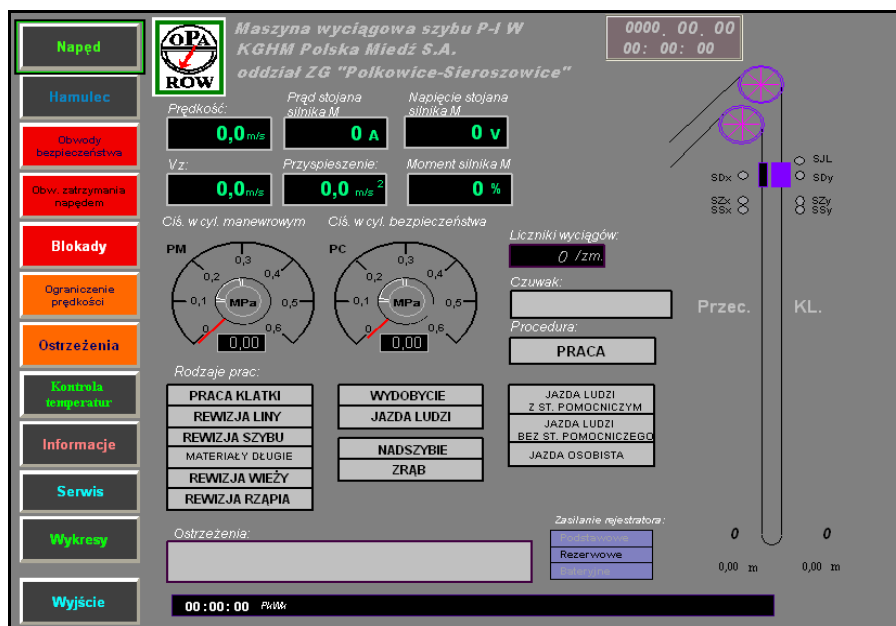 Napęd
Hamulec
Obwody
bezpieczeństwa
Obw. zatrzymania
napędem
Blokady
Ograniczenie
prędkości
Ostrzeżenia
Kontrola
temperatur
Informacje
Serwis
Wykresy
Wyjście
OPA
ROW
Maszyna wyciągowa szybu P-I W
KGHM Polska Miedź S.A.
oddział ZG "Polkowice-Sieroszowice"
0000. 00. 00
00: 00: 00
Prędkość:
0,0 m/s
Prąd stojana
silnika M
0 A
Napięcie stojana
silnika M
0 V
Vz:
0,0 m/s
Przyspieszenie:
0,0 m/s 2
Moment silnika M
0 %
Ciś. w cyl. manewrowym
PM
0 0,1 0,2 0,3 0,4 0,5 0,6
MPa
0,00
Ciś. w cyl. bezpieczeństwa
PC
0 0,1 0,2 0,3 0,4 0,5 0,6
MPa
0,00
Liczniki wyciągów:
0 /zm.
Czuwak:
Procedura:
PRACA
Rodzaje prac:
PRACA KLATKI
REWIZJA LINY
REWIZJA SZYBU
MATERIAŁY DŁUGIE
REWIZJA WIEŻY
REWIZJA RZĄPIA
WYDOBYCIE
JAZDA LUDZI
NADSZYBIE
ZRĄB
JAZDA LUDZI
Z ST. POMOCNICZYM
JAZDA LUDZI
BEZ ST. POMOCNICZEGO
JAZDA OSOBISTA
Ostrzeżenia:
Zasilanie rejestratora:
Podstawowe
Rezerwowe
Bateryjne
00:00:00 PkWk
SJL
SDx SDy
SZx SZy
SSx SSy
Przec. KL.
0 0
0,00 m 0,00 m